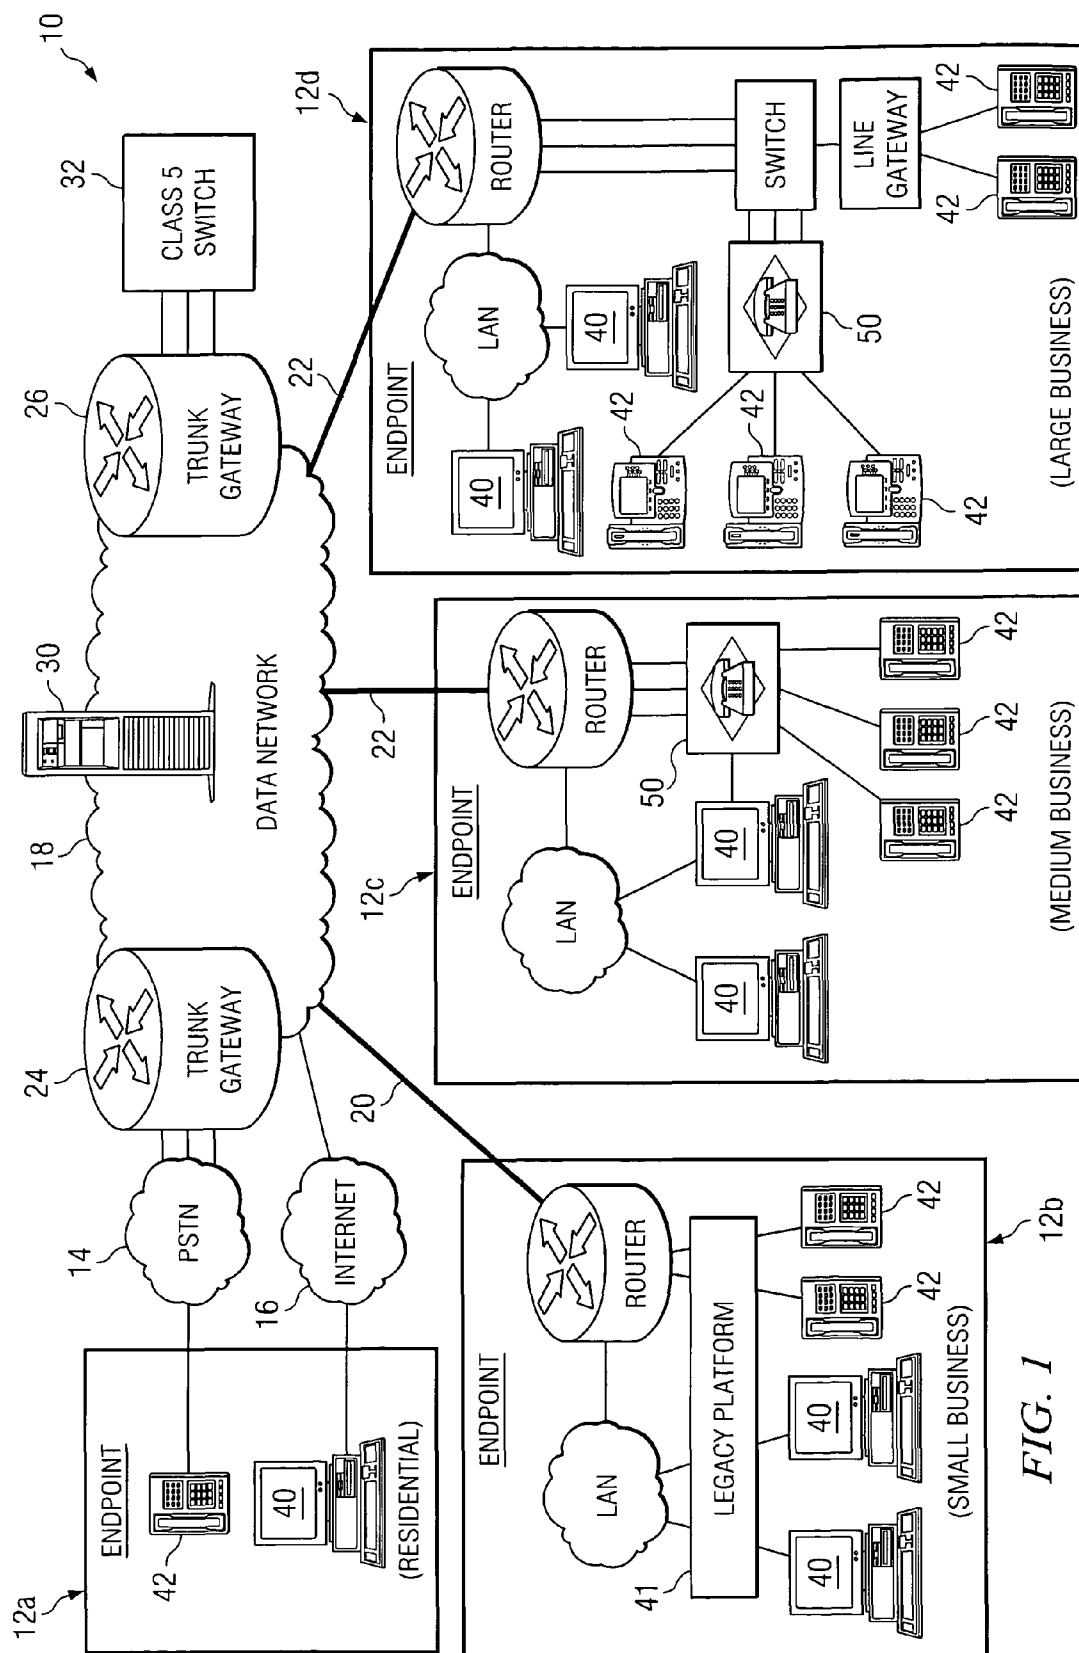 10
32
CLASS 5
SWITCH
26
TRUNK
GATEWAY
30
18
DATA NETWORK
24
TRUNK
GATEWAY
14
PSTN
16
INTERNET
20
22
22
12a
ENDPOINT
42
40
(RESIDENTIAL)
12b
ENDPOINT
ROUTER
LAN
LEGACY PLATFORM
41
40
40
42
42
(SMALL BUSINESS)
12c
ENDPOINT
ROUTER
LAN
50
40
40
42
42
42
(MEDIUM BUSINESS)
12d
ENDPOINT
ROUTER
LAN
40
40
SWITCH
LINE
GATEWAY
50
42
42
42
42
42
(LARGE BUSINESS)
FIG. 1